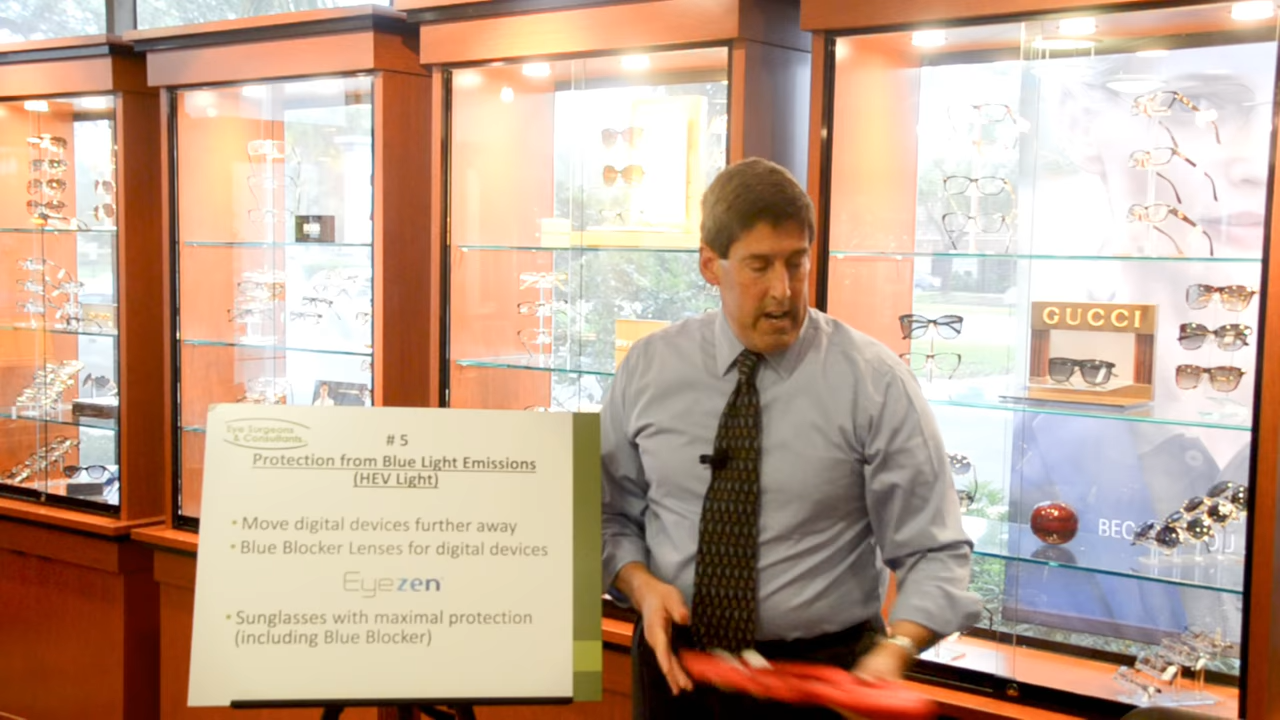 Eye Surgeons
& Consultants
# 5
Protection from Blue Light Emissions
(HEV Light)
• Move digital devices further away
• Blue Blocker Lenses for digital devices
Eyezen
• Sunglasses with maximal protection
(including Blue Blocker)
GUCCI